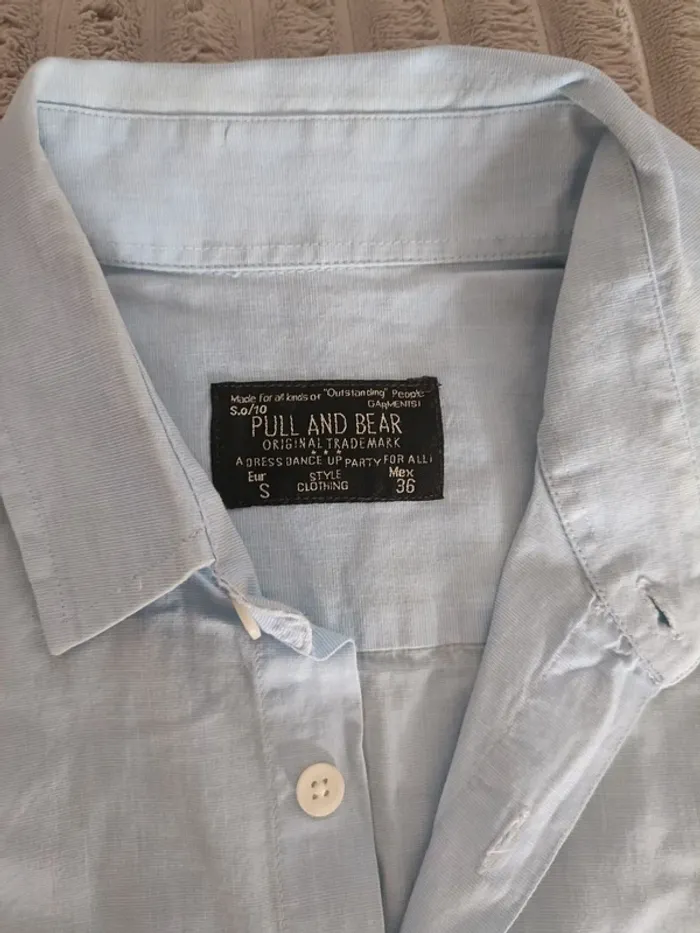 Made for all kinds of "Outstanding" People
S.0/10 GARMENTS!
PULL AND BEAR
ORIGINAL TRADEMARK
A DRESS DANCE UP PARTY FOR ALL!
Eur STYLE Mex
S CLOTHING 36